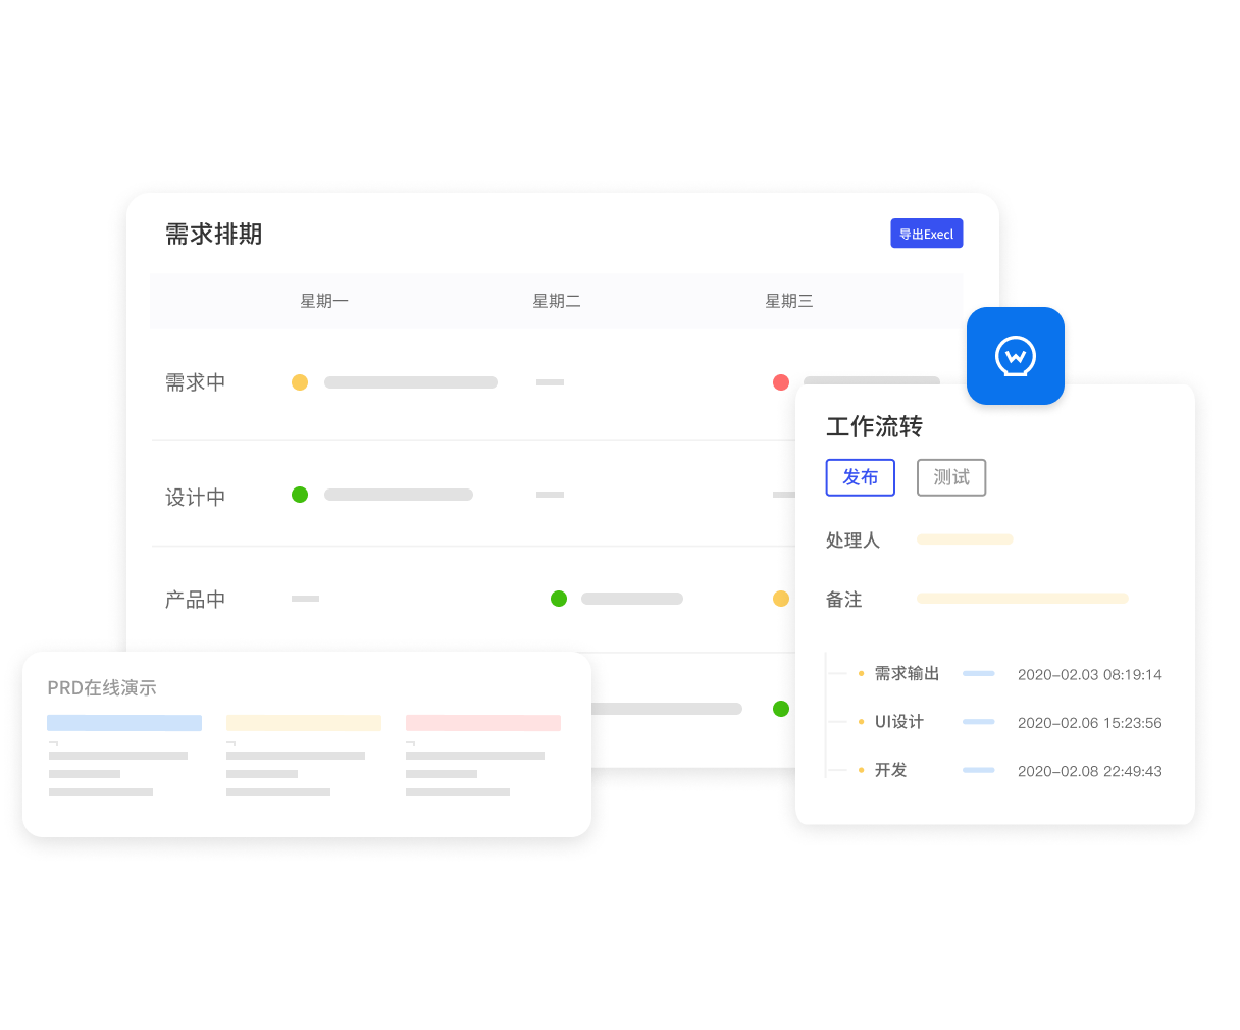 需求排期
导出Execl
星期一 星期二 星期三
需求中
设计中
产品中
工作流转
发布 测试
处理人
备注
需求输出 2020-02.03 08:19:14
UI设计 2020-02.06 15:23:56
开发 2020-02.08 22:49:43
PRD在线演示